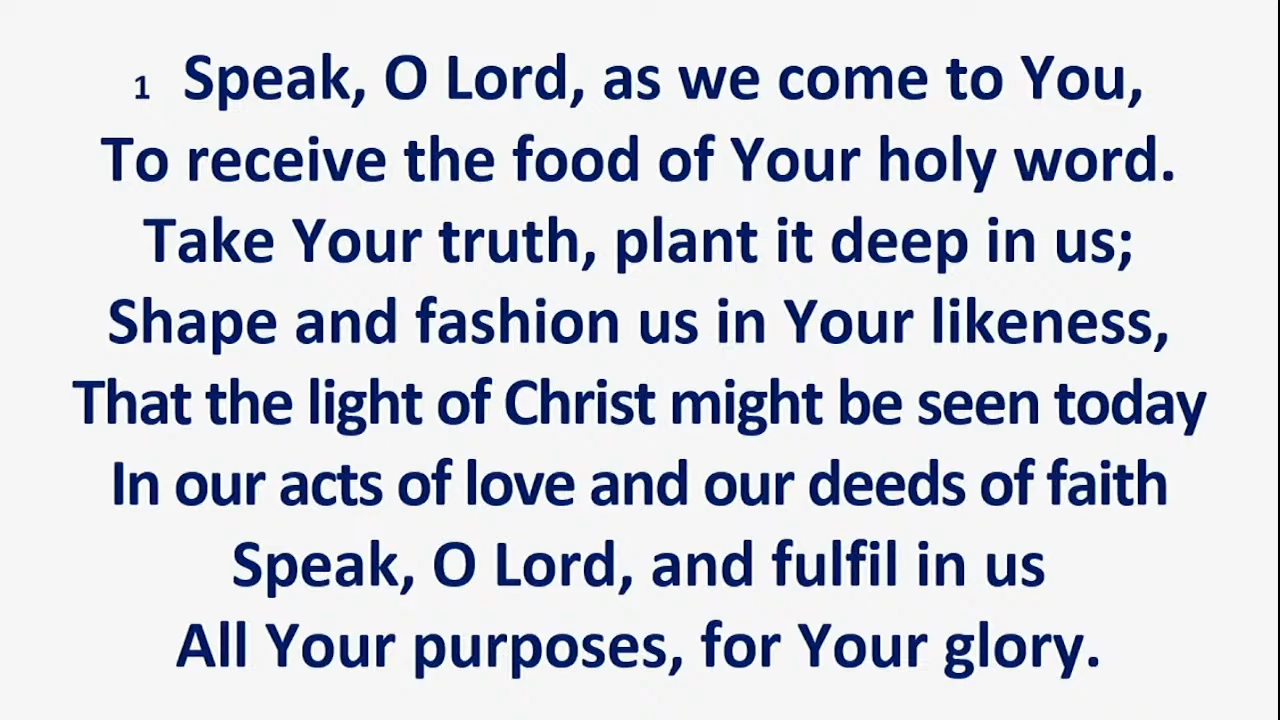 1 Speak, O Lord, as we come to You,
To receive the food of Your holy word.
Take Your truth, plant it deep in us;
Shape and fashion us in Your likeness,
That the light of Christ might be seen today
In our acts of love and our deeds of faith
Speak, O Lord, and fulfil in us
All Your purposes, for Your glory.